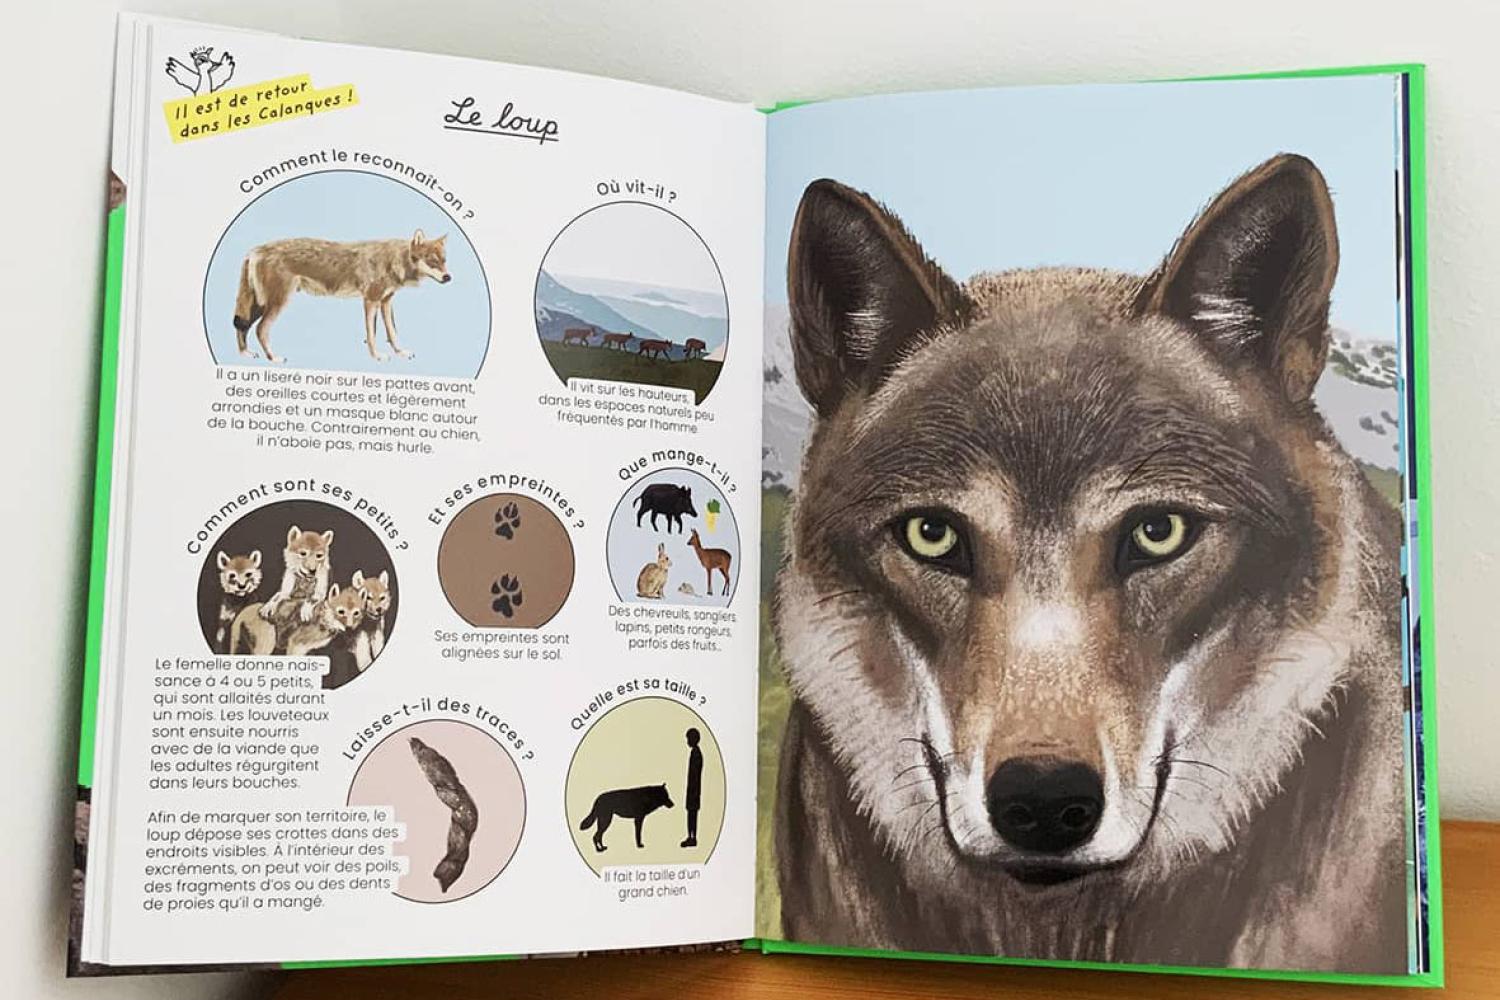 Il est de retour
dans les Calanques !
Le loup
Comment le reconnaît-on ?
Il a un liseré noir sur les pattes avant,
des oreilles courtes et légèrement
arrondies et un masque blanc autour
de la bouche. Contrairement au chien,
il n'aboie pas, mais hurle.
Où vit-il ?
Il vit sur les hauteurs,
dans les espaces naturels peu
fréquentés par l'homme
Comment sont ses petits ?
Le femelle donne nais-
sance à 4 ou 5 petits,
qui sont allaités durant
un mois. Les louveteaux
sont ensuite nourris
avec de la viande que
les adultes régurgitent
dans leurs bouches.
Et ses empreintes ?
Ses empreintes sont
alignées sur le sol.
Que mange-t-il ?
Des chevreuils, sangliers,
lapins, petits rongeurs,
parfois des fruits...
Laisse-t-il des traces ?
Afin de marquer son territoire, le
loup dépose ses crottes dans des
endroits visibles. À l'intérieur des
excréments, on peut voir des poils,
des fragments d'os ou des dents
de proies qu'il a mangé.
Quelle est sa taille ?
Il fait la taille d'un
grand chien.